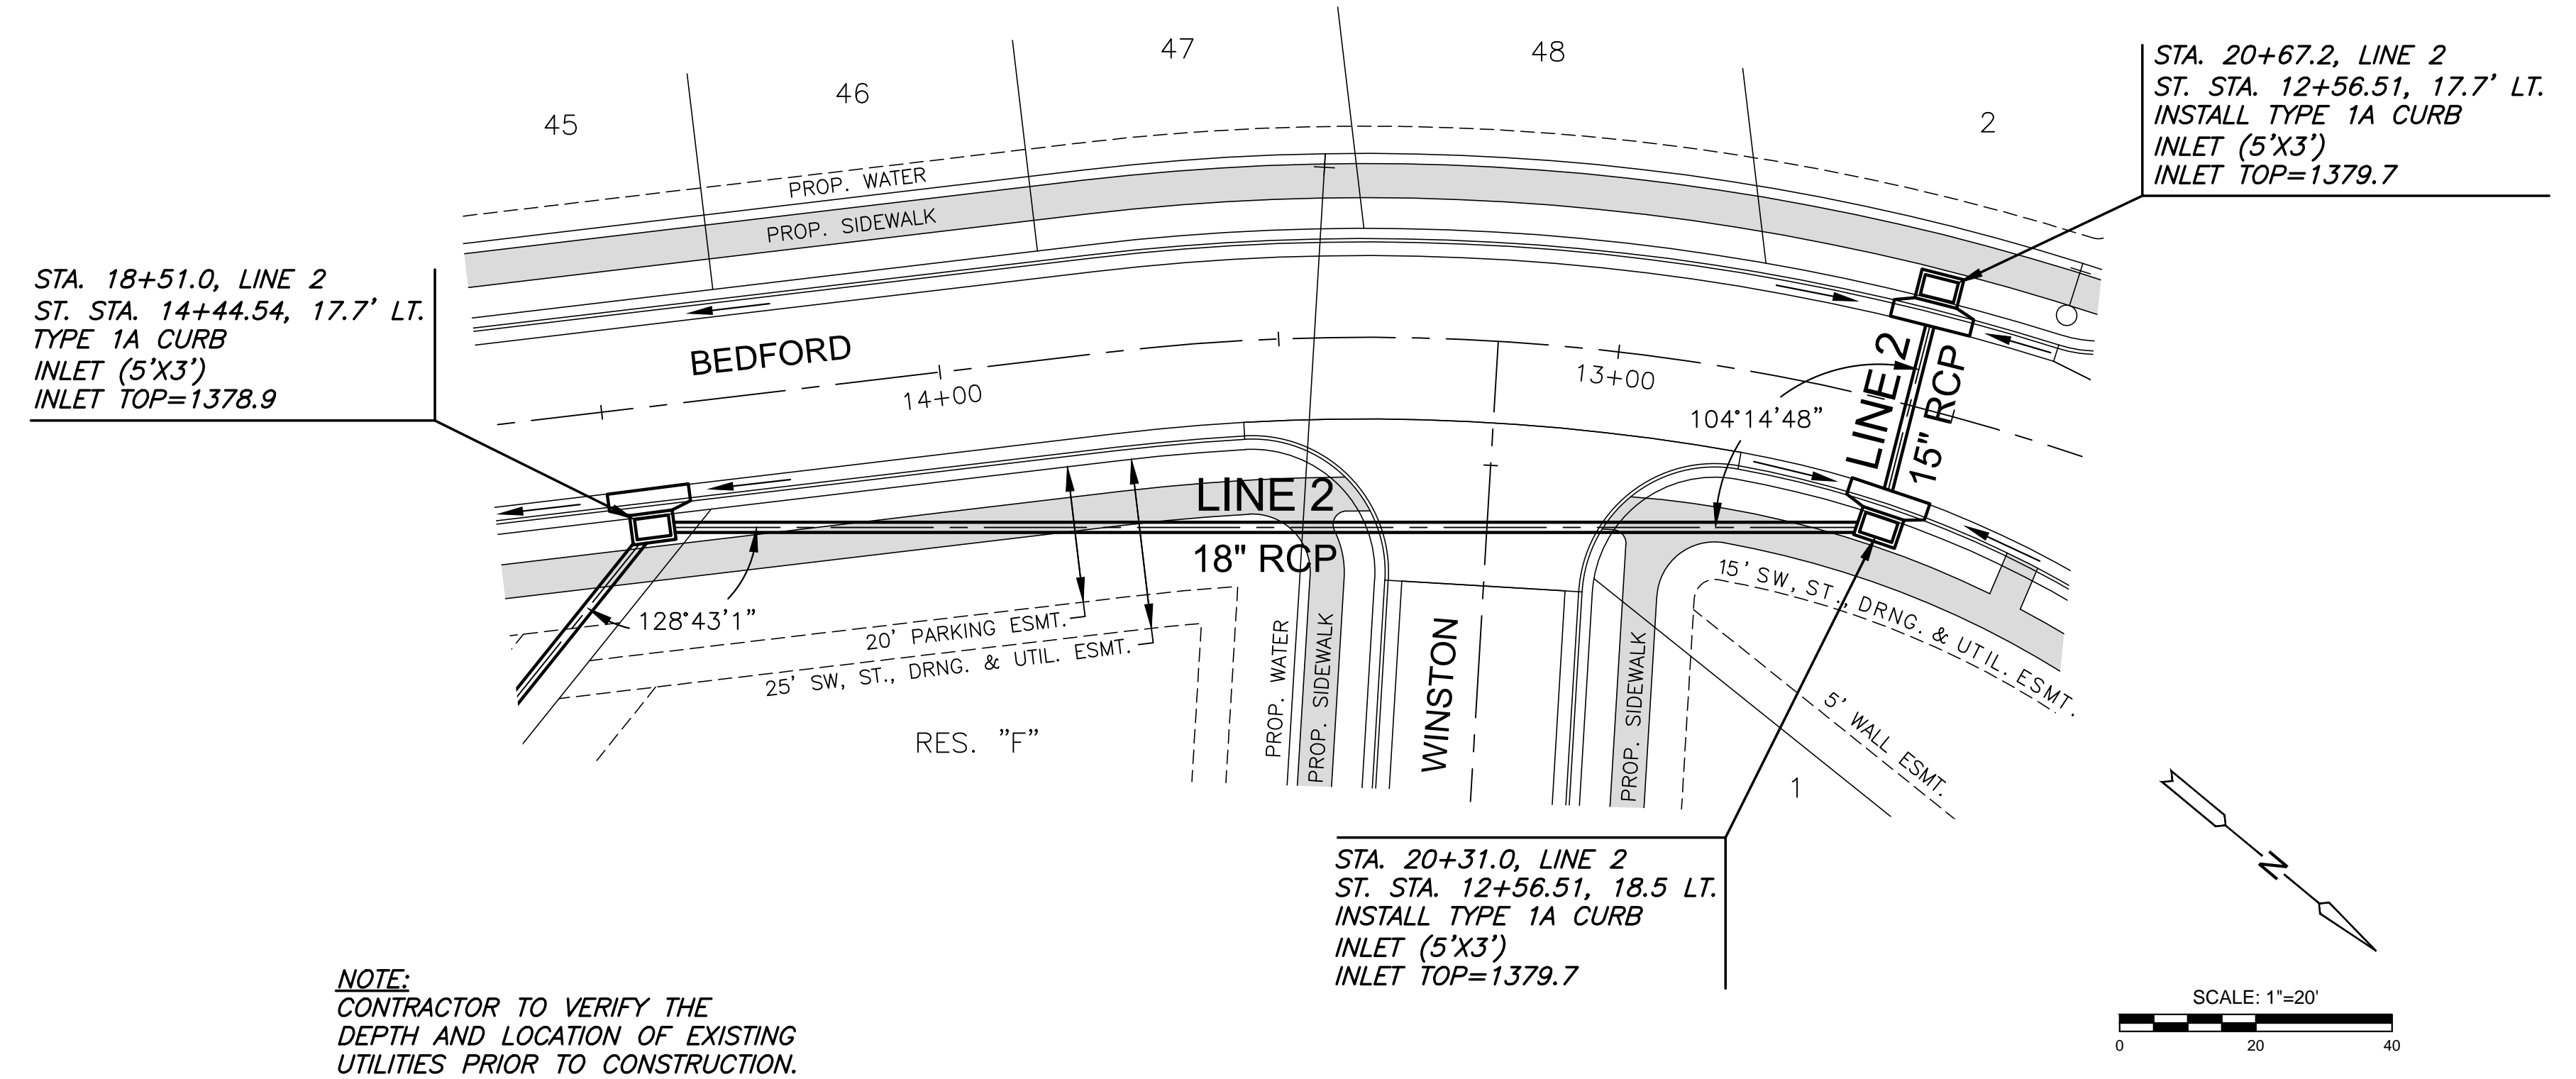 45
46
47
48
2
STA. 20+67.2, LINE 2
ST. STA. 12+56.51, 17.7' LT.
INSTALL TYPE 1A CURB
INLET (5'X3')
INLET TOP=1379.7
PROP. WATER
PROP. SIDEWALK
STA. 18+51.0, LINE 2
ST. STA. 14+44.54, 17.7' LT.
TYPE 1A CURB
INLET (5'X3')
INLET TOP=1378.9
BEDFORD
14+00
13+00
104°14'48"
LINE 2
15" RCP
LINE 2
18" RCP
128°43'1"
20' PARKING ESMT.
25' SW, ST., DRNG. & UTIL. ESMT.
RES. "F"
PROP. WATER
PROP. SIDEWALK
WINSTON
PROP. SIDEWALK
15' SW, ST., DRNG. & UTIL. ESMT.
5' WALL ESMT.
1
STA. 20+31.0, LINE 2
ST. STA. 12+56.51, 18.5 LT.
INSTALL TYPE 1A CURB
INLET (5'X3')
INLET TOP=1379.7
N
NOTE:
CONTRACTOR TO VERIFY THE
DEPTH AND LOCATION OF EXISTING
UTILITIES PRIOR TO CONSTRUCTION.
SCALE: 1"=20'
0 20 40